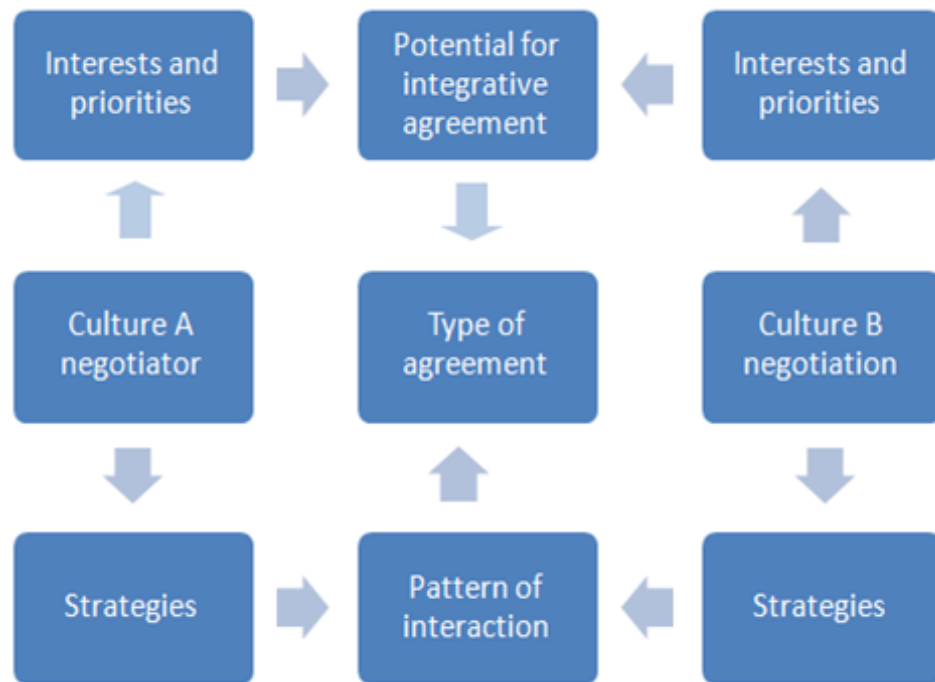 Interests and
priorities
Potential for
integrative
agreement
Interests and
priorities
Culture A
negotiator
Type of
agreement
Culture B
negotiation
Strategies
Pattern of
interaction
Strategies